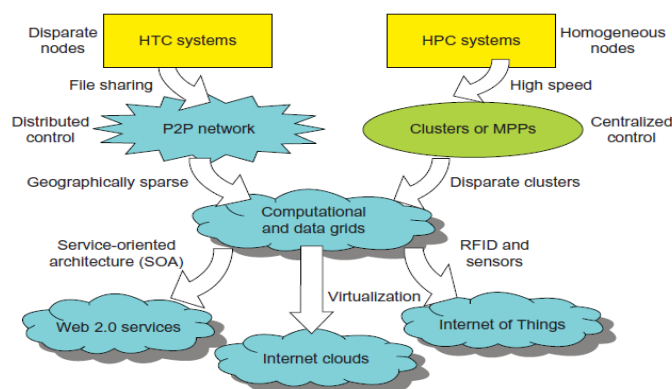 Disparate
nodes
HTC systems
HPC systems
Homogeneous
nodes
File sharing
High speed
Distributed
control
P2P network
Clusters or MPPs
Centralized
control
Geographically sparse
Disparate clusters
Computational
and data grids
Service-oriented
architecture (SOA)
RFID and
sensors
Virtualization
Web 2.0 services
Internet of Things
Internet clouds